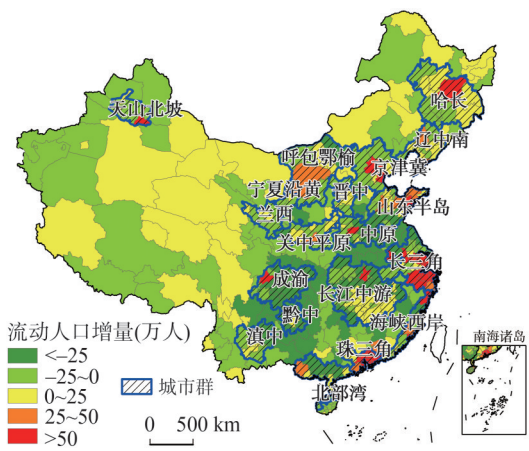 天山北坡
哈长
辽中南
呼包鄂榆
京津冀
宁夏沿黄
晋中
山东半岛
兰西
关中平原
中原
长三角
成渝
长江中游
黔中
海峡西岸
滇中
珠三角
北部湾
南海诸岛
流动人口增量(万人)
<–25
–25~0
0~25
25~50
>50
城市群
0 500 km